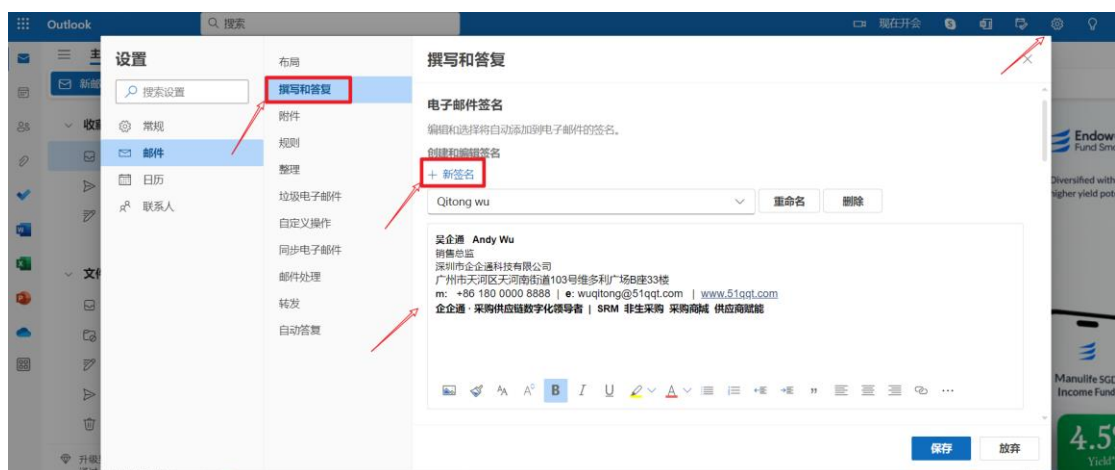 Outlook
搜索
现在开会
主
新邮
收
文件
升级
设置
搜索设置
常规
邮件
日历
联系人
布局
撰写和答复
附件
规则
整理
垃圾电子邮件
自定义操作
同步电子邮件
邮件处理
转发
自动答复
撰写和答复
电子邮件签名
编辑和选择将自动添加到电子邮件的签名。
创建和编辑签名
+ 新签名
Qitong wu
重命名
删除
吴企通 Andy Wu
销售总监
深圳市企企通科技有限公司
广州市天河区天河南街道103号维多利广场B座33楼
m: +86 180 0000 8888 | e: wuqitong@51qqt.com | www.51qqt.com
企企通 · 采购供应链数字化领导者 | SRM 非生采购 采购商城 供应商赋能
B I U
保存
放弃
Endow
Fund Sm
Diversified with
higher yield pot
Manulife SGD
Income Fund
4.5
Yield